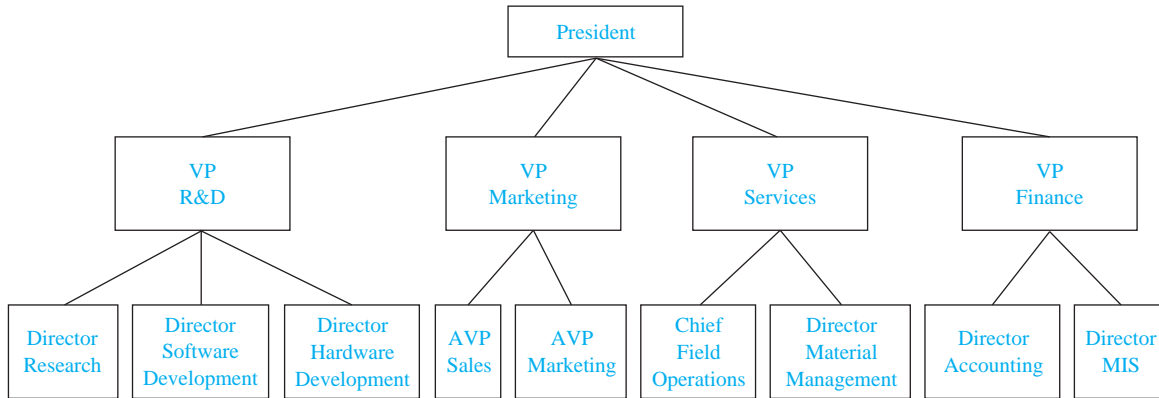 President
VP
R&D
VP
Marketing
VP
Services
VP
Finance
Director
Research
Director
Software
Development
Director
Hardware
Development
AVP
Sales
AVP
Marketing
Chief
Field
Operations
Director
Material
Management
Director
Accounting
Director
MIS